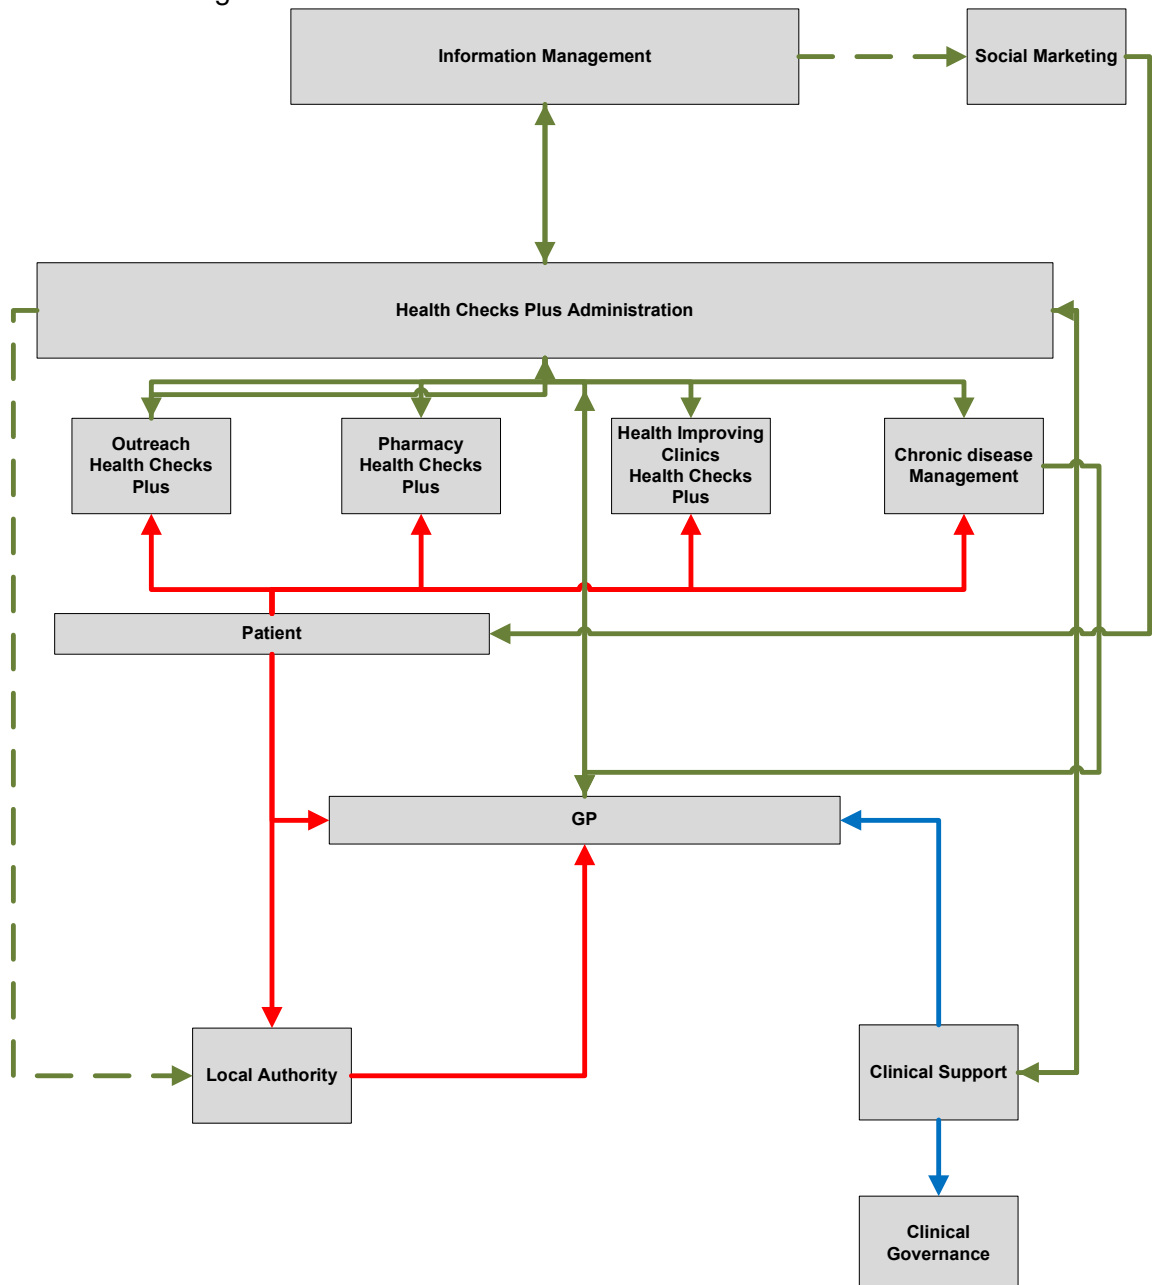 Information Management
Social Marketing
Health Checks Plus Administration
Outreach
Health Checks
Plus
Pharmacy
Health Checks
Plus
Health Improving
Clinics
Health Checks
Plus
Chronic disease
Management
Patient
GP
Local Authority
Clinical Support
Clinical
Governance